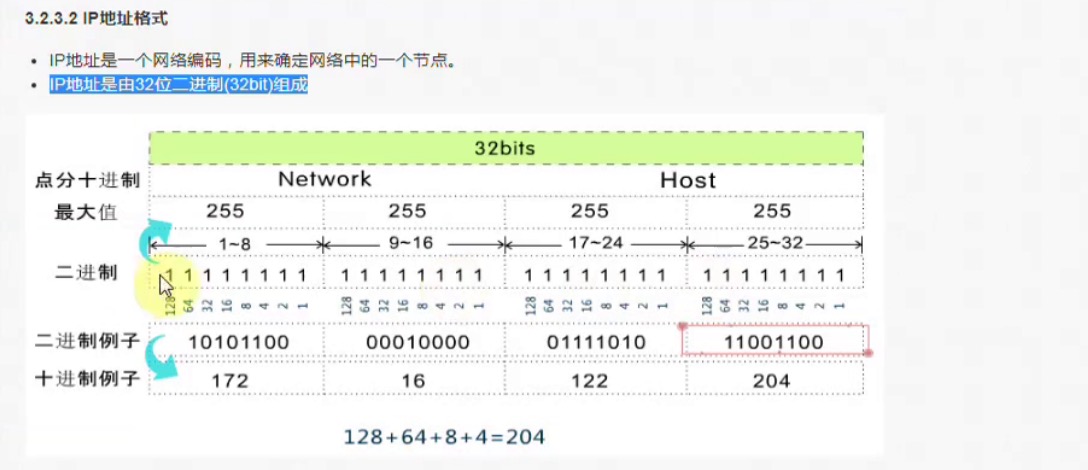 3.2.3.2 IP地址格式
IP地址是一个网络编码，用来确定网络中的一个节点。
IP地址是由32位二进制(32bit)组成
32bits
点分十进制 Network Host
最大值 255 255 255 255
1~8 9~16 17~24 25~32
二进制 1 1 1 1 1 1 1 1 1 1 1 1 1 1 1 1 1 1 1 1 1 1 1 1 1 1 1 1 1 1 1 1
128 64 32 16 8 4 2 1 128 64 32 16 8 4 2 1 128 64 32 16 8 4 2 1 128 64 32 16 8 4 2 1
二进制例子 10101100 00010000 01111010 11001100
十进制例子 172 16 122 204
128+64+8+4=204